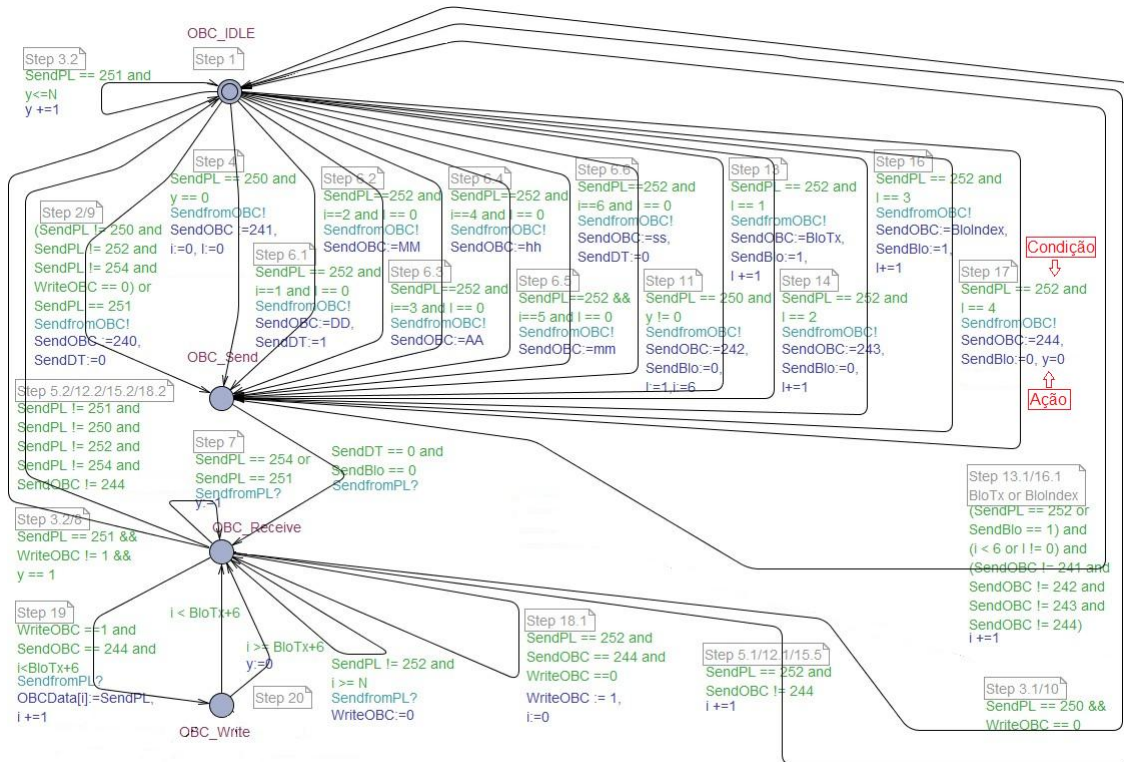 OBC_IDLE
Step 1
Step 3.2
SendPL == 251 and
y<=N
y +=1
Step 2/9
(SendPL != 250 and
SendPL != 252 and
SendPL != 254 and
WriteOBC == 0) or
SendPL == 251
SendfromOBC!
SendOBC :=240,
SendDT:=0
Step 4
SendPL == 250 and
y == 0
SendfromOBC!
SendOBC :=241,
i:=0, l:=0
Step 6.1
SendPL == 252 and
i==1 and l == 0
SendfromOBC!
SendOBC:=DD,
SendDT:=1
Step 6.2
SendPL==252 and
i==2 and l == 0
SendfromOBC!
SendOBC:=MM
Step 6.3
SendPL==252 and
i==3 and l == 0
SendfromOBC!
SendOBC:=AA
Step 6.4
SendPL==252 and
i==4 and l == 0
SendfromOBC!
SendOBC:=hh
Step 6.5
SendPL==252 &&
i==5 and l == 0
SendfromOBC!
SendOBC:=mm
Step 6.6
SendPL==252 and
i==6 and l == 0
SendfromOBC!
SendOBC:=ss,
SendDT:=0
Step 11
SendPL == 250 and
y != 0
SendfromOBC!
SendOBC:=242,
SendBlo:=0,
l:=1,i:=6
Step 13
SendPL == 252 and
l == 1
SendfromOBC!
SendOBC:=BloTx,
SendBlo:=1,
l +=1
Step 14
SendPL == 252 and
l == 2
SendfromOBC!
SendOBC:=243,
SendBlo:=0,
l+=1
Step 16
SendPL == 252 and
l == 3
SendfromOBC!
SendOBC:=BloIndex,
SendBlo:=1,
l+=1
Condição
Step 17
SendPL == 252 and
l == 4
SendfromOBC!
SendOBC:=244,
SendBlo:=0, y=0
Ação
OBC_Send
Step 5.2/12.2/15.2/18.2
SendPL != 251 and
SendPL != 250 and
SendPL != 252 and
SendPL != 254 and
SendOBC != 244
Step 7
SendPL == 254 or
SendPL == 251
SendfromPL?
y:=1
SendDT == 0 and
SendBlo == 0
SendfromPL?
Step 13.1/16.1
BloTx or BloIndex
(SendPL == 252 or
SendBlo == 1) and
(i < 6 or l != 0) and
(SendOBC != 241 and
SendOBC != 242 and
SendOBC != 243 and
SendOBC != 244)
i +=1
OBC_Receive
Step 3.2/8
SendPL == 251 &&
WriteOBC != 1 &&
y == 1
Step 19
WriteOBC ==1 and
SendOBC == 244 and
i<BloTx+6
SendfromPL?
OBCData[i]:=SendPL,
i +=1
i < BloTx+6
i >= BloTx+6
y:=0
Step 20
OBC_Write
SendPL != 252 and
i >= N
SendfromPL?
WriteOBC:=0
Step 18.1
SendPL == 252 and
SendOBC == 244 and
WriteOBC ==0
WriteOBC := 1,
i:=0
Step 5.1/12.1/15.5
SendPL == 252 and
SendOBC != 244
i +=1
Step 3.1/10
SendPL == 250 &&
WriteOBC == 0